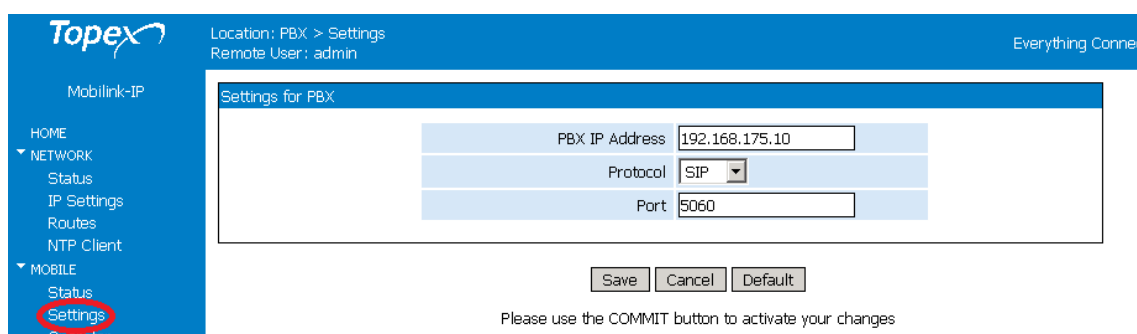 Topex
Location: PBX > Settings
Remote User: admin
Everything Conne
Mobilink-IP
HOME
NETWORK
Status
IP Settings
Routes
NTP Client
MOBILE
Status
Settings
Settings for PBX
PBX IP Address 192.168.175.10
Protocol SIP
Port 5060
Save Cancel Default
Please use the COMMIT button to activate your changes